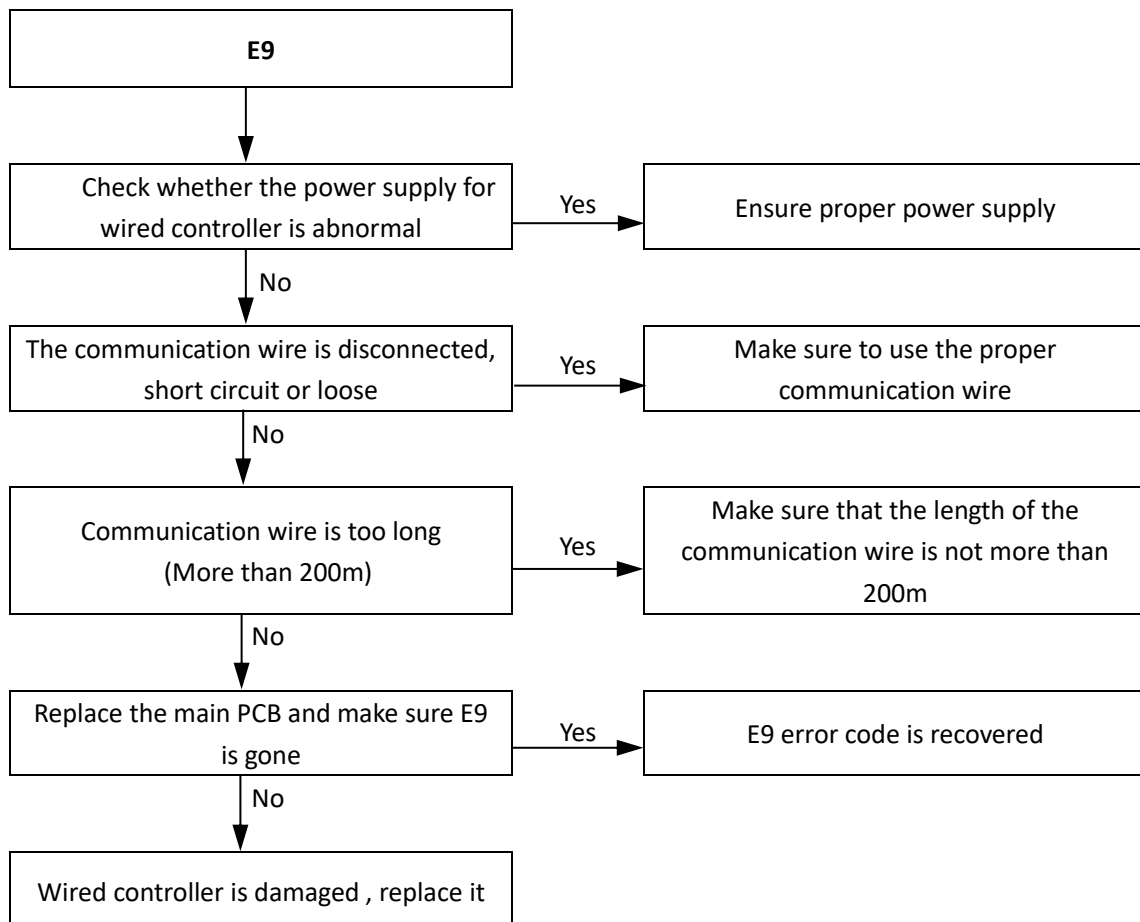 E9
Check whether the power supply for
wired controller is abnormal
Yes
Ensure proper power supply
No
The communication wire is disconnected,
short circuit or loose
Yes
Make sure to use the proper
communication wire
No
Communication wire is too long
(More than 200m)
Yes
Make sure that the length of the
communication wire is not more than
200m
No
Replace the main PCB and make sure E9
is gone
Yes
E9 error code is recovered
No
Wired controller is damaged , replace it